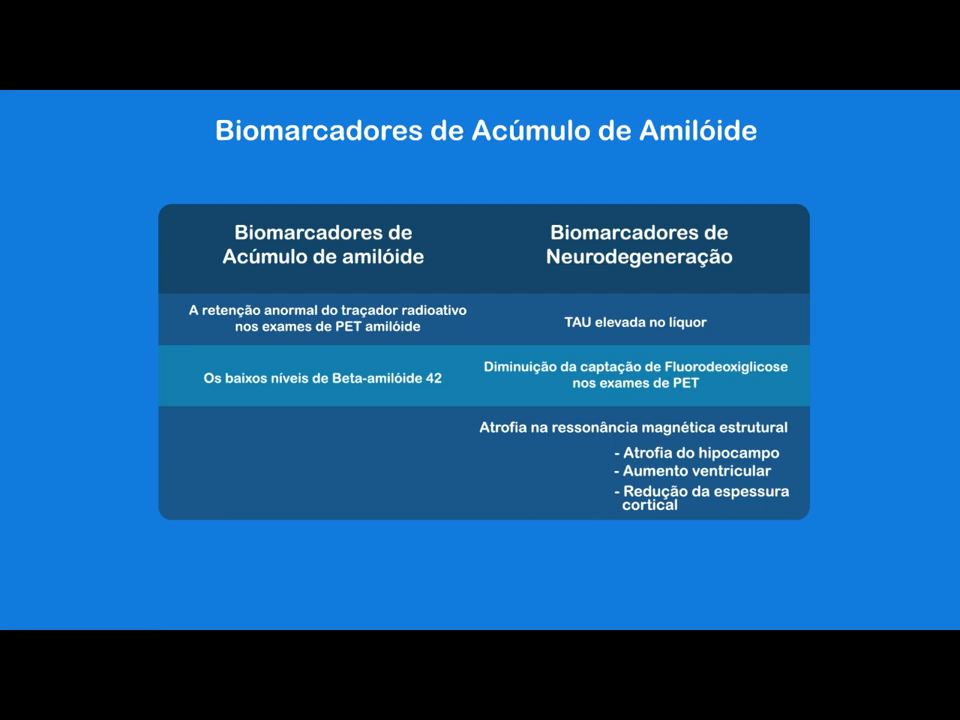 Biomarcadores de Acúmulo de Amilóide
Biomarcadores de
Acúmulo de amilóide
Biomarcadores de
Neurodegeneração
A retenção anormal do traçador radioativo
nos exames de PET amilóide
TAU elevada no líquor
Os baixos níveis de Beta-amilóide 42
Diminuição da captação de Fluorodeoxiglicose
nos exames de PET
Atrofia na ressonância magnética estrutural
- Atrofia do hipocampo
- Aumento ventricular
- Redução da espessura
cortical